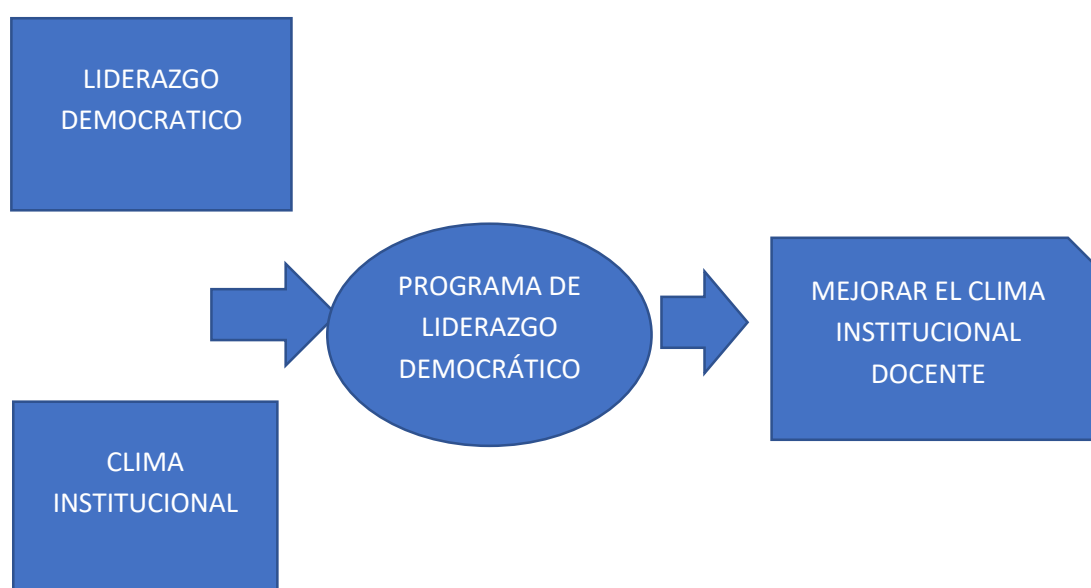 LIDERAZGO
DEMOCRATICO
PROGRAMA DE
LIDERAZGO
DEMOCRÁTICO
MEJORAR EL CLIMA
INSTITUCIONAL
DOCENTE
CLIMA
INSTITUCIONAL